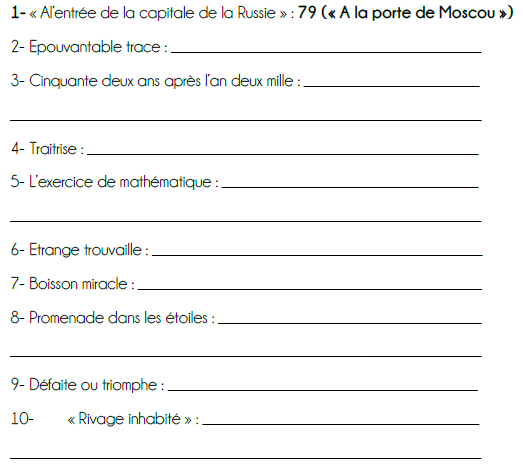 1- « Al'entrée de la capitale de la Russie » : 79 (« A la porte de Moscou »)
2- Epouvantable trace :
3- Cinquante deux ans après l'an deux mille :
4- Traitrise :
5- L'exercice de mathématique :
6- Etrange trouvaille :
7- Boisson miracle :
8- Promenade dans les étoiles :
9- Défaite ou triomphe :
10- « Rivage inhabité » :